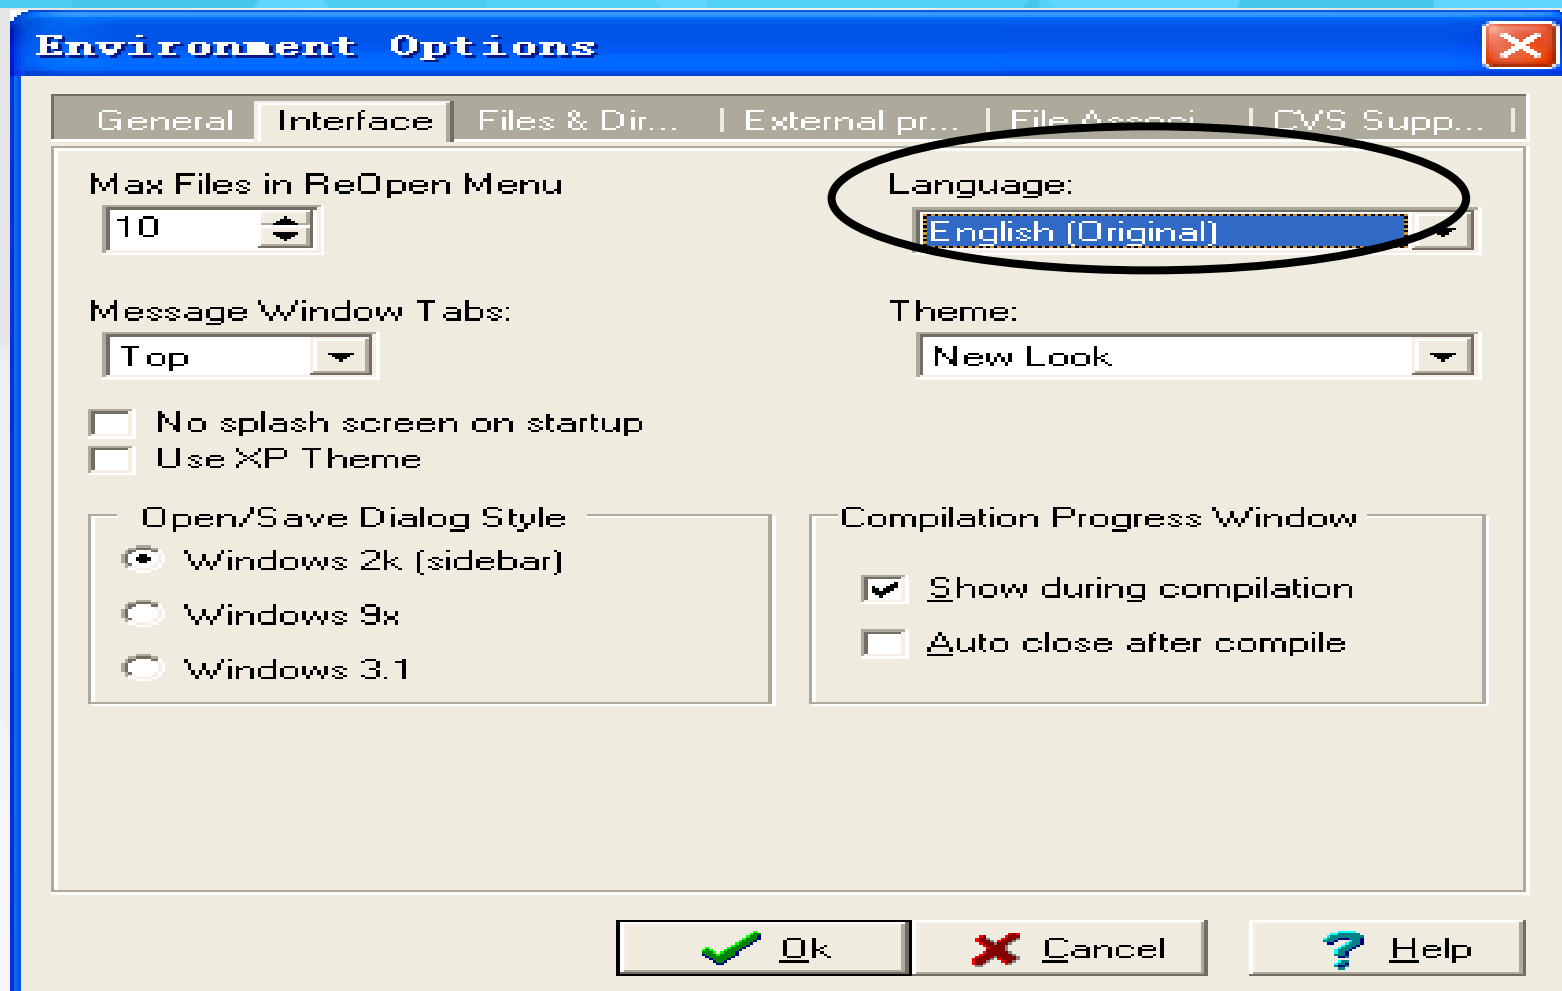 Environment Options
General Interface Files & Dir... External pr... File Associ... CVS Supp...
Max Files in ReOpen Menu
10
Language:
English (Original)
Message Window Tabs:
Top
Theme:
New Look
No splash screen on startup
Use XP Theme
Open/Save Dialog Style
Windows 2k (sidebar)
Windows 9x
Windows 3.1
Compilation Progress Window
Show during compilation
Auto close after compile
Ok Cancel Help